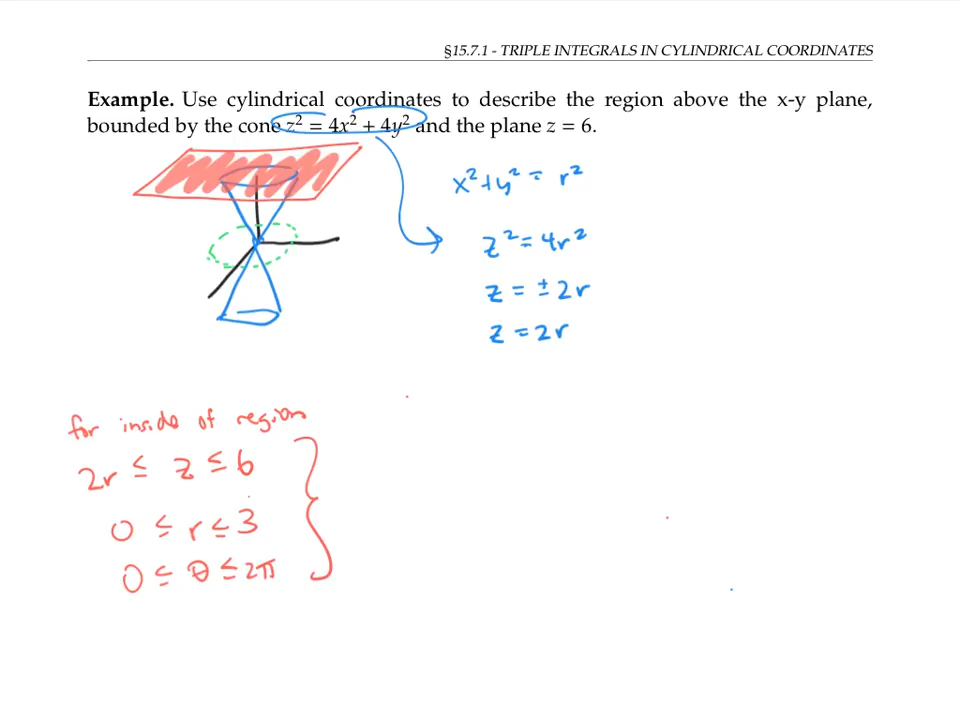 §15.7.1 - TRIPLE INTEGRALS IN CYLINDRICAL COORDINATES
Example. Use cylindrical coordinates to describe the region above the x-y plane,
bounded by the cone z² = 4x² + 4y² and the plane z = 6.
x² + y² = r²
z² = 4r²
z = ± 2r
z = 2r
for inside of region
2r ≤ z ≤ 6
0 ≤ r ≤ 3
0 ≤ θ ≤ 2π